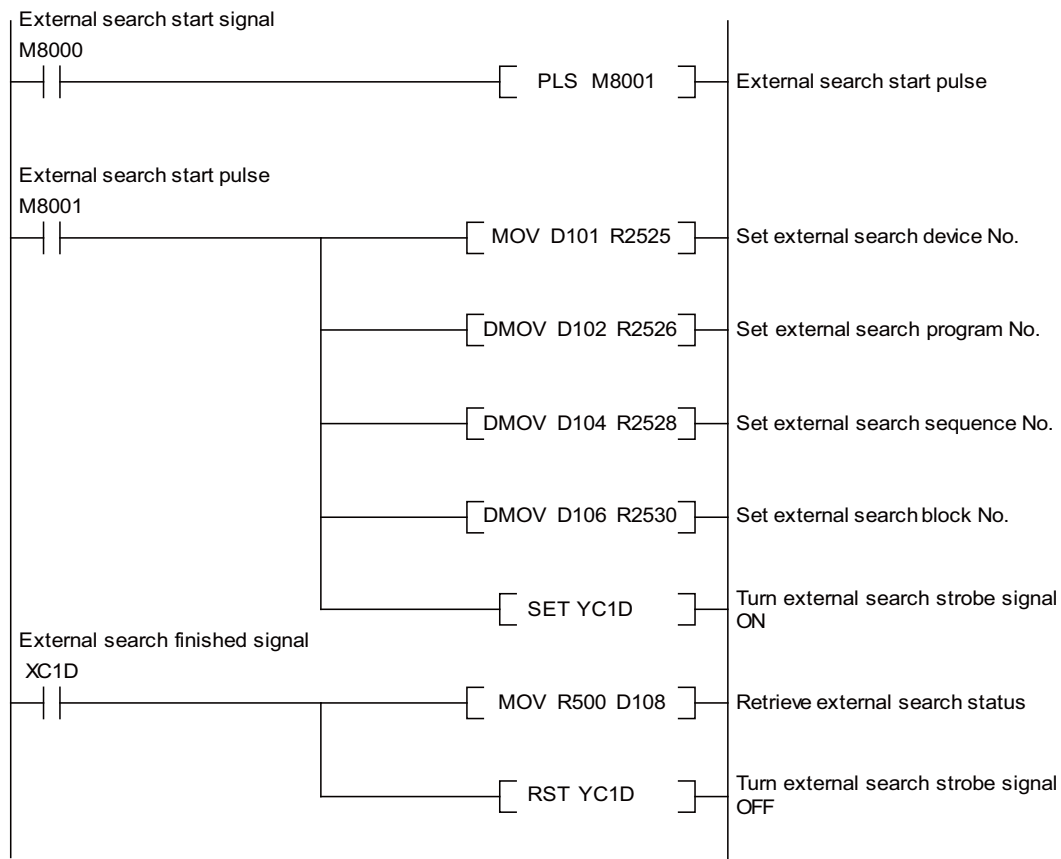 External search start signal
M8000
PLS M8001
External search start pulse
External search start pulse
M8001
MOV D101 R2525
Set external search device No.
DMOV D102 R2526
Set external search program No.
DMOV D104 R2528
Set external search sequence No.
DMOV D106 R2530
Set external search block No.
SET YC1D
Turn external search strobe signal
ON
External search finished signal
XC1D
MOV R500 D108
Retrieve external search status
RST YC1D
Turn external search strobe signal
OFF